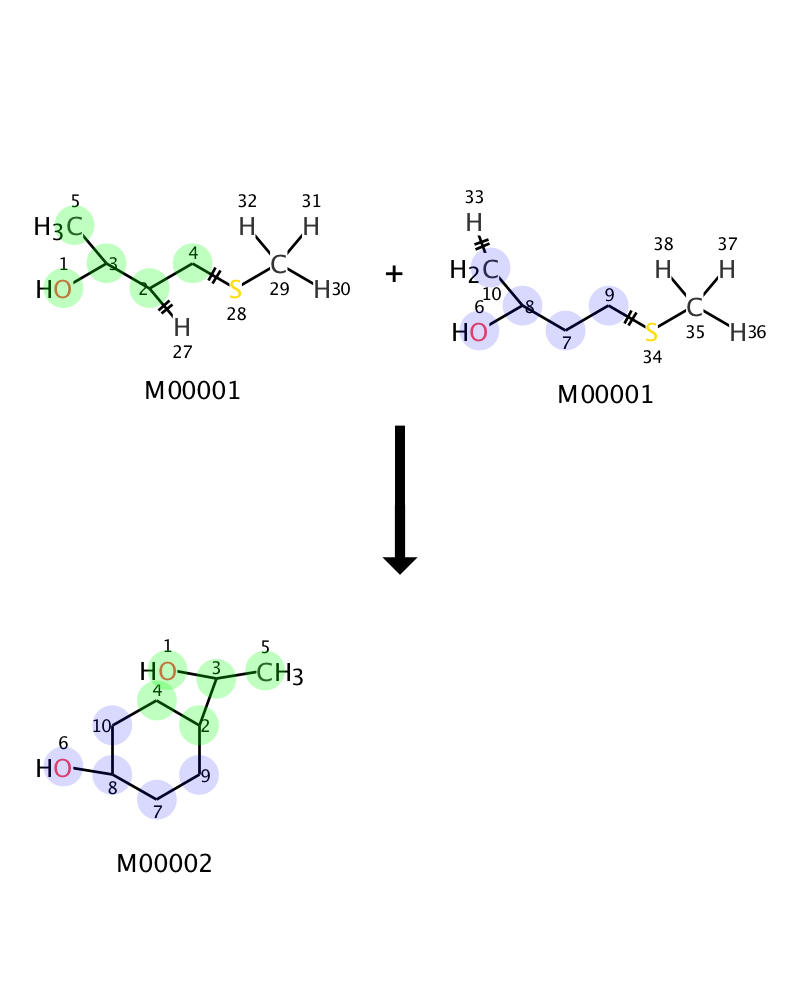 33
5 32 31
H
H3C H H
38 37
1 3 4 C H2C H H
HO 2 S H30 + 10 9 C
28 29 6 8
H HO 7 S 35 H36
27 34
M00001 M00001
1 3 5
HO CH3
4
10 2
6
HO 8 9
7
M00002